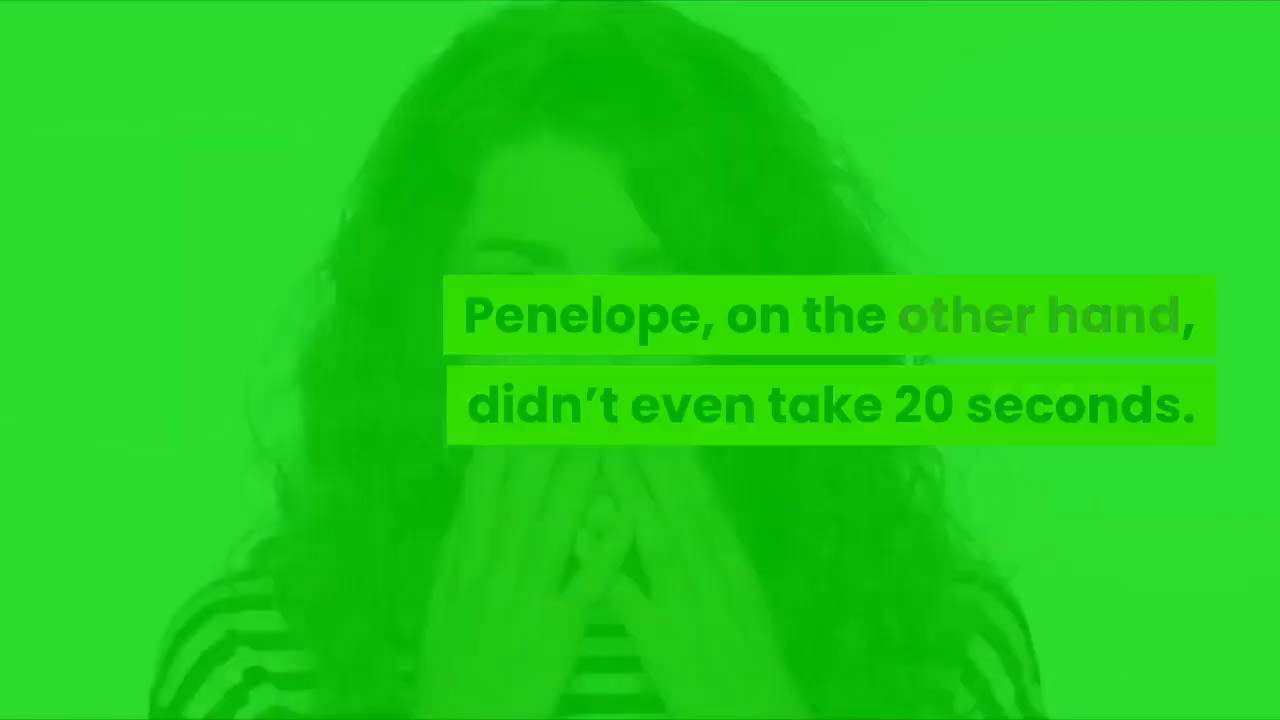 Penelope, on the other hand,
didn’t even take 20 seconds.